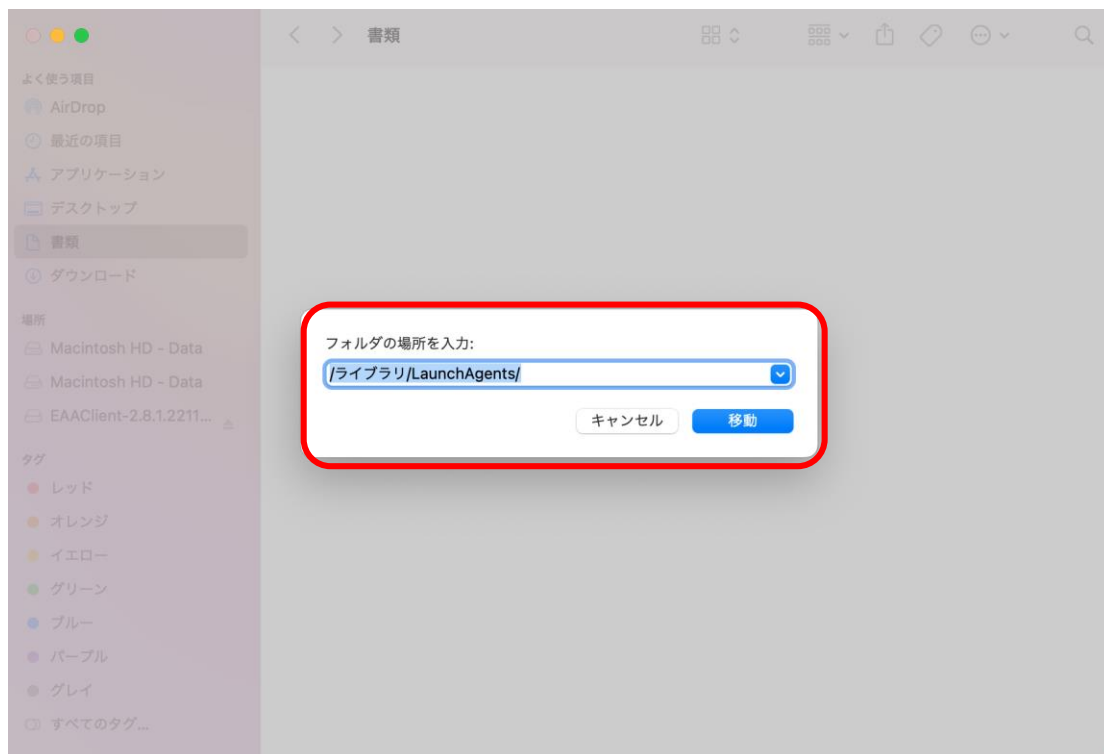 書類
よく使う項目
AirDrop
最近の項目
アプリケーション
デスクトップ
書類
ダウンロード
場所
Macintosh HD - Data
Macintosh HD - Data
EAAClient-2.8.1.2211...
タグ
レッド
オレンジ
イエロー
グリーン
ブルー
パープル
グレイ
すべてのタグ...
フォルダの場所を入力:
/ライブラリ/LaunchAgents/
キャンセル
移動